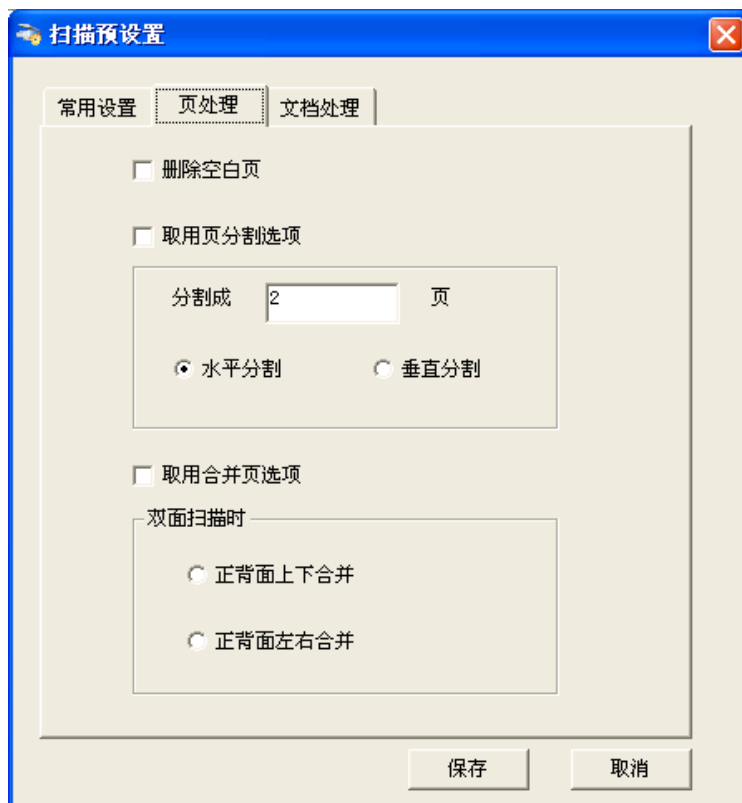 扫描预设置
常用设置 页处理 文档处理
删除空白页
取用页分割选项
分割成 2 页
水平分割 垂直分割
取用合并页选项
双面扫描时
正背面上下合并
正背面左右合并
保存 取消